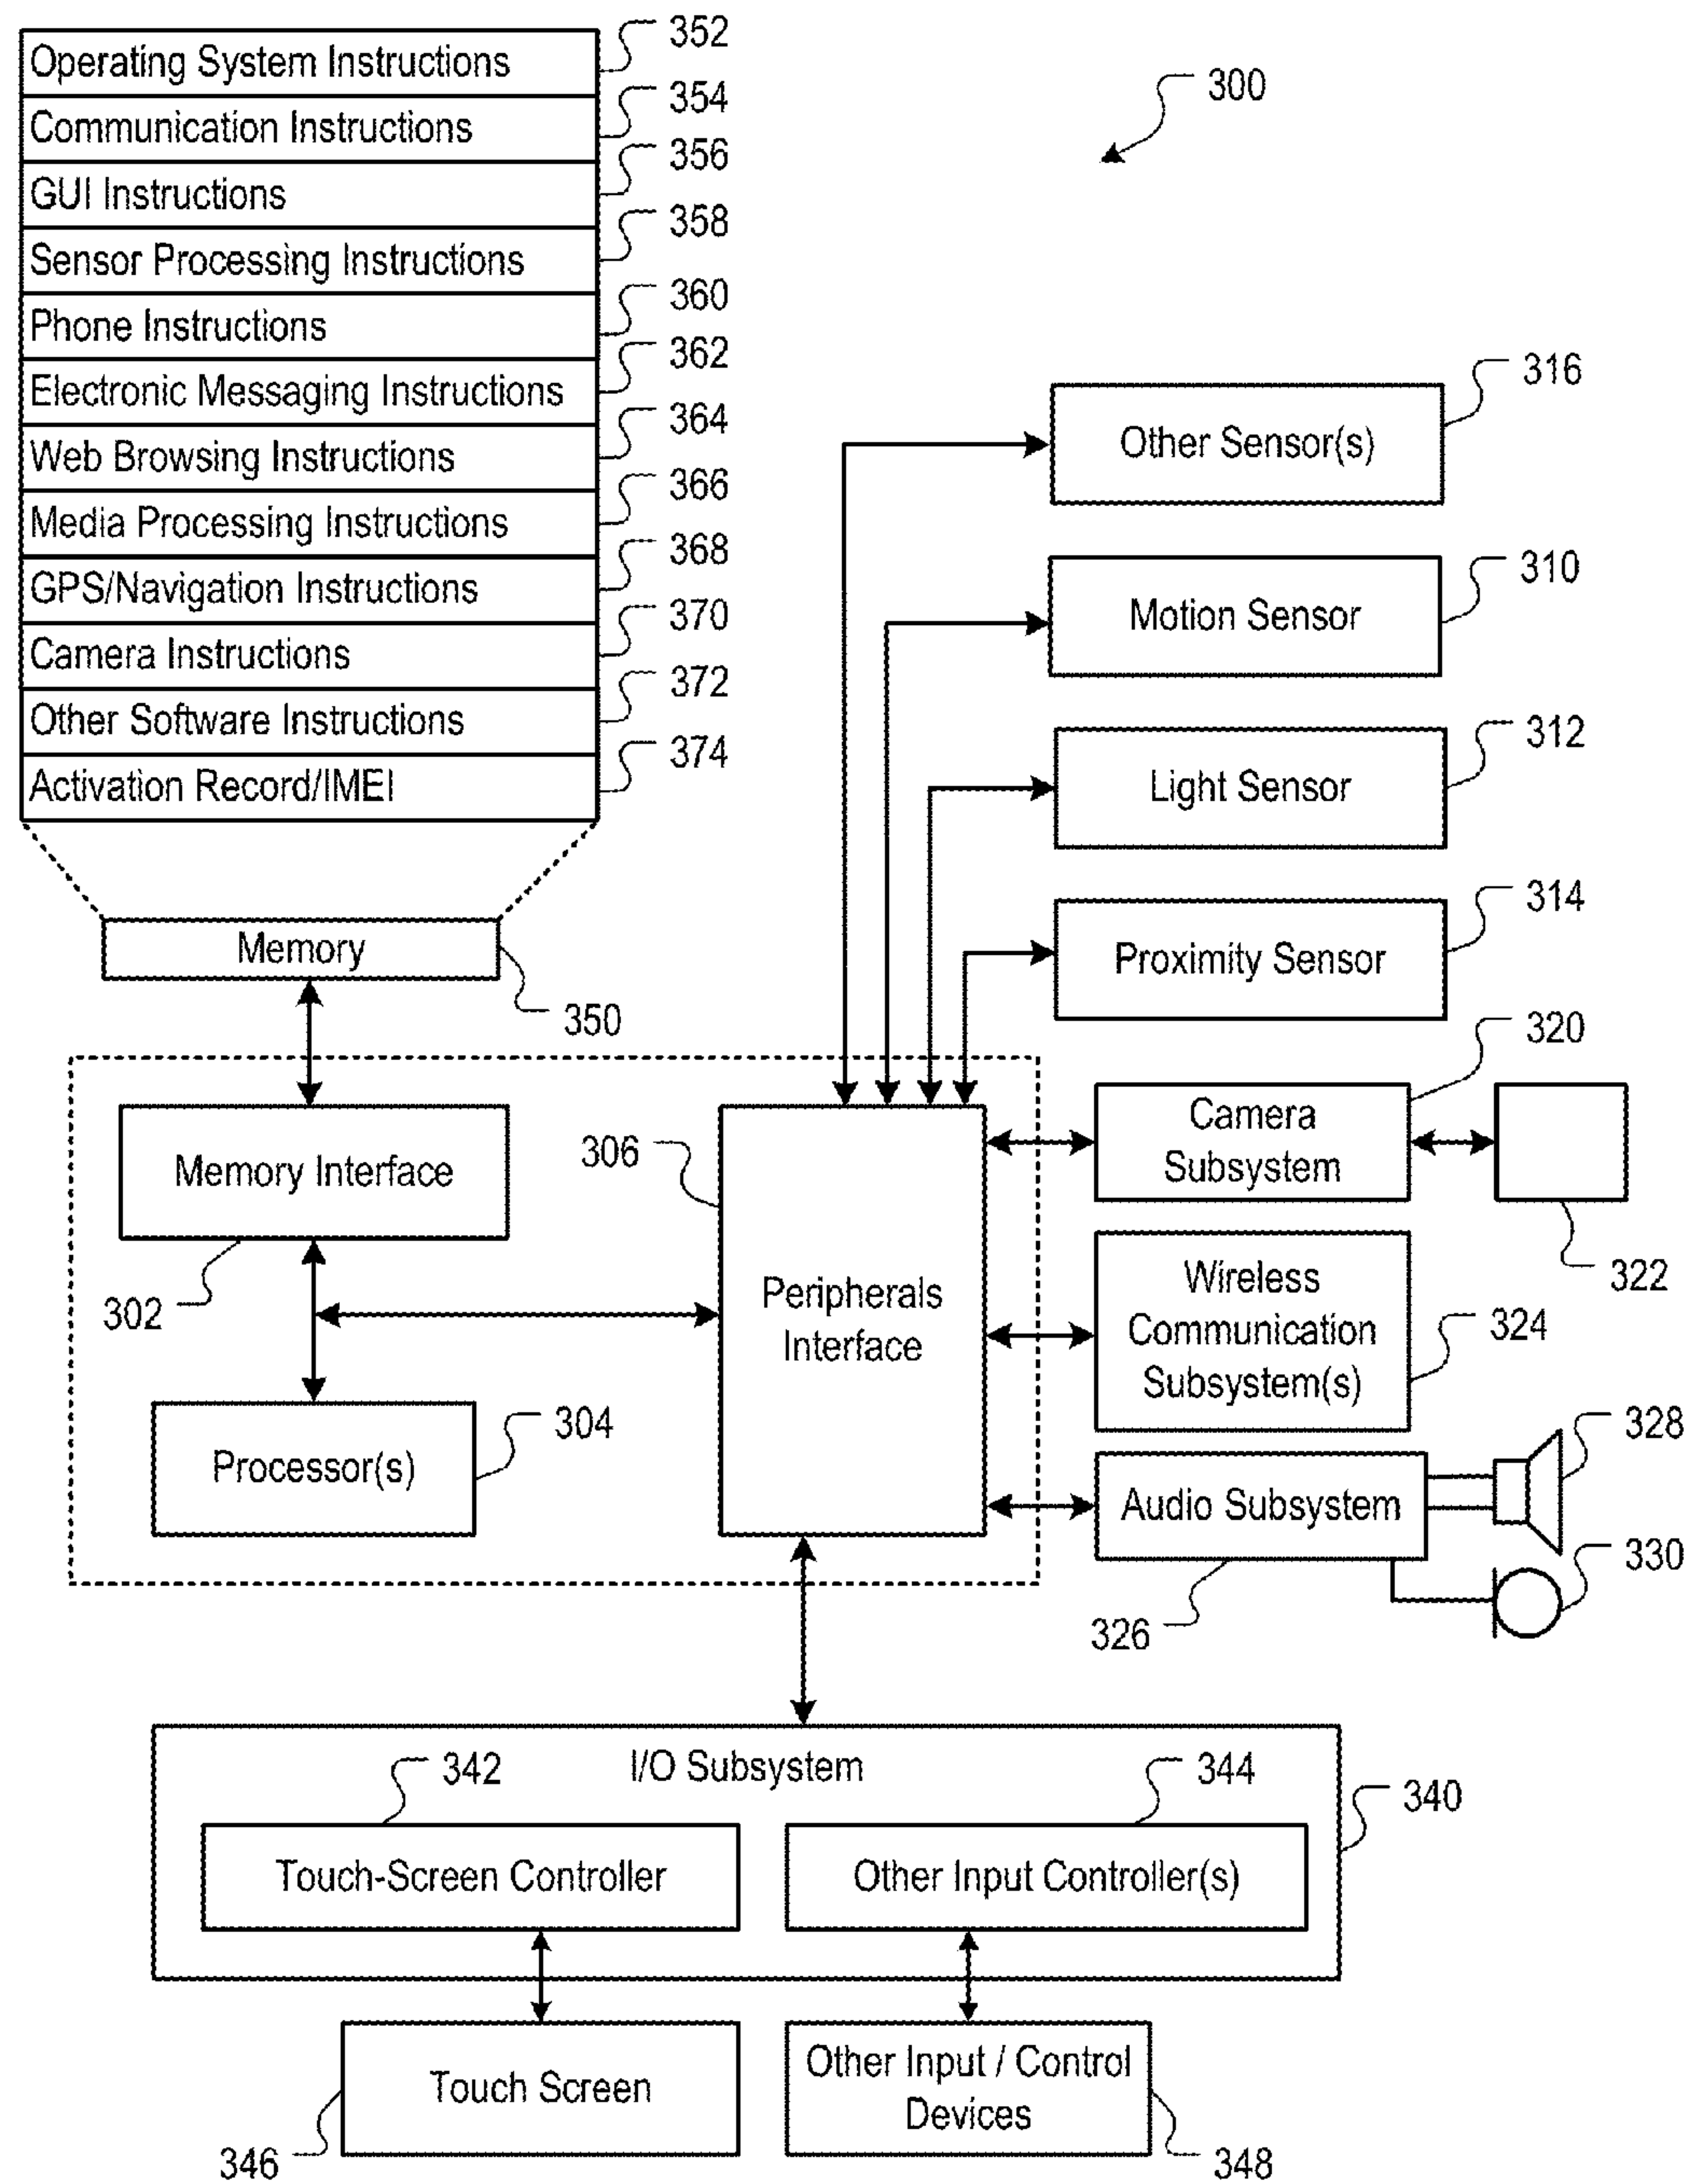 Operating System Instructions 352
Communication Instructions 354
GUI Instructions 356
Sensor Processing Instructions 358
Phone Instructions 360
Electronic Messaging Instructions 362
Web Browsing Instructions 364
Media Processing Instructions 366
GPS/Navigation Instructions 368
Camera Instructions 370
Other Software Instructions 372
Activation Record/IMEI 374
Memory
350
300
Other Sensor(s)
316
Motion Sensor
310
Light Sensor
312
Proximity Sensor
314
Memory Interface
302
Processor(s)
304
306
Peripherals
Interface
Camera
Subsystem
320
322
Wireless
Communication
Subsystem(s)
324
Audio Subsystem
326
328
330
I/O Subsystem
340
342
Touch-Screen Controller
344
Other Input Controller(s)
Touch Screen
346
Other Input / Control
Devices
348